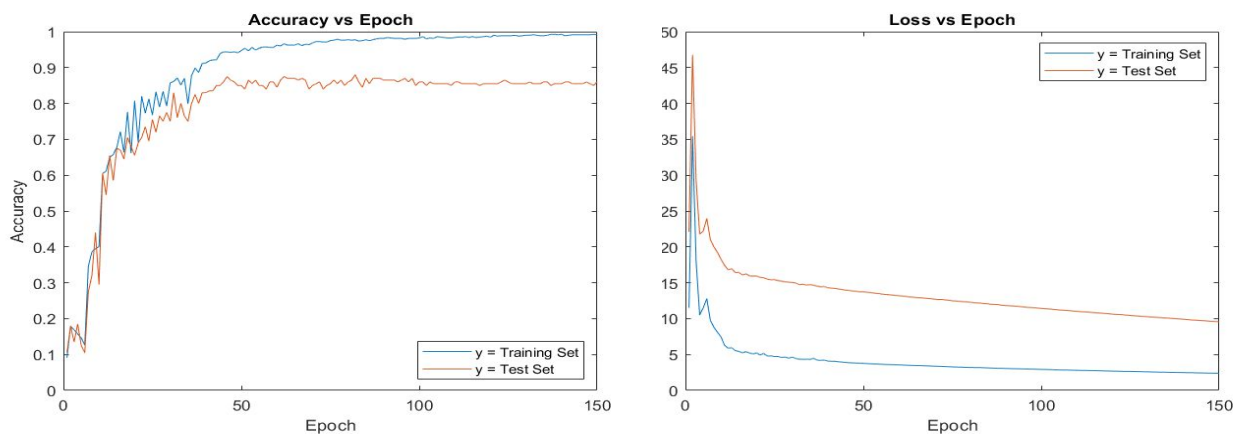 Accuracy vs Epoch
1
0.9
0.8
0.7
0.6
0.5
0.4
0.3
0.2
0.1
0
Accuracy
y = Training Set
y = Test Set
0 50 100 150
Epoch
Loss vs Epoch
50
45
40
35
30
25
20
15
10
5
0
y = Training Set
y = Test Set
0 50 100 150
Epoch